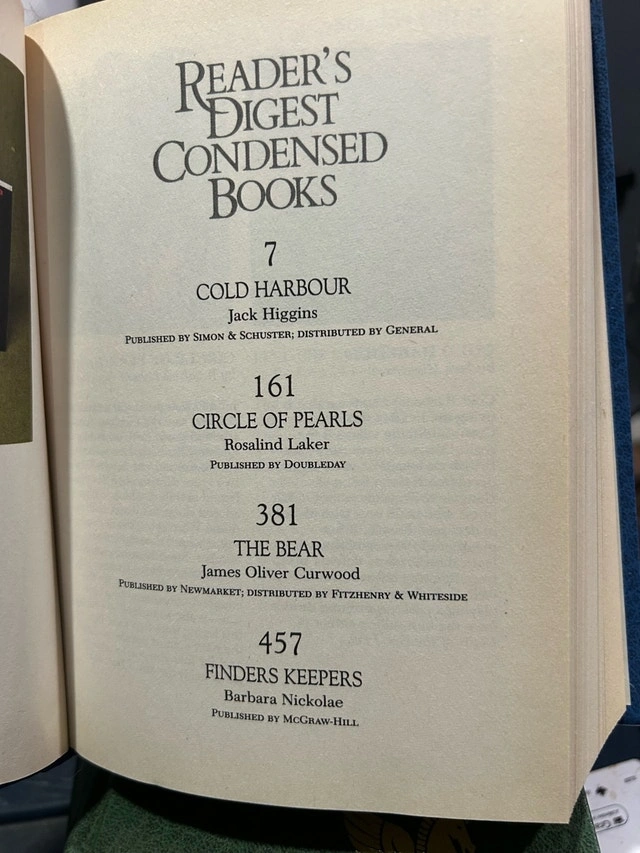 READER'S
DIGEST
CONDENSED
BOOKS
7
COLD HARBOUR
Jack Higgins
PUBLISHED BY SIMON & SCHUSTER; DISTRIBUTED BY GENERAL
161
CIRCLE OF PEARLS
Rosalind Laker
PUBLISHED BY DOUBLEDAY
381
THE BEAR
James Oliver Curwood
PUBLISHED BY NEWMARKET; DISTRIBUTED BY FITZHENRY & WHITESIDE
457
FINDERS KEEPERS
Barbara Nickolae
PUBLISHED BY MCGRAW-HILL